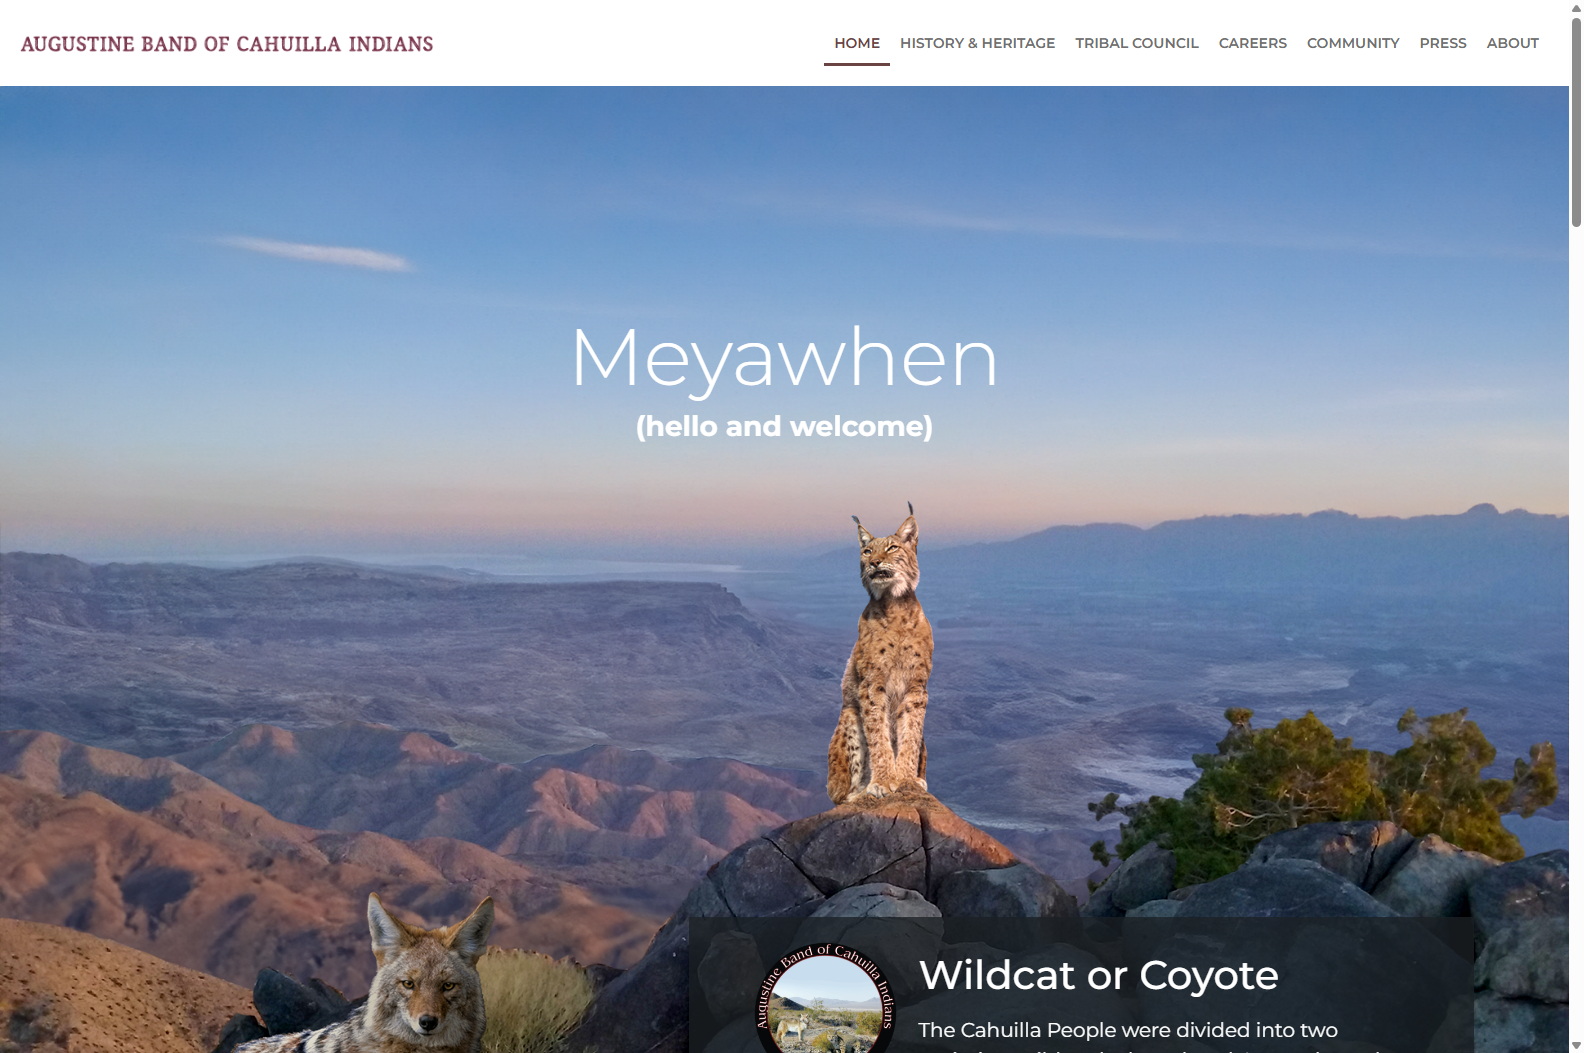 AUGUSTINE BAND OF CAHUILLA INDIANS
HOME HISTORY & HERITAGE TRIBAL COUNCIL CAREERS COMMUNITY PRESS ABOUT
Meyawhen
(hello and welcome)
Augustine Band of Cahuilla Indians
Wildcat or Coyote
The Cahuilla People were divided into two